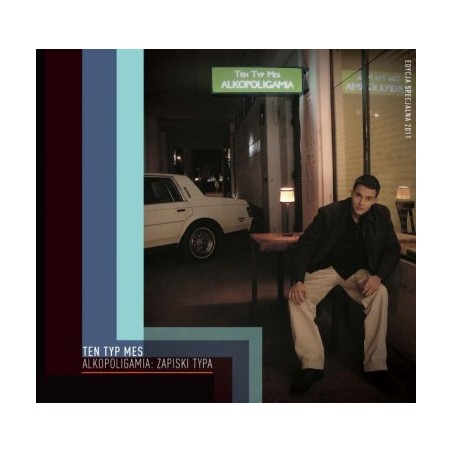 TEN TYP MES
ALKOPOLIGAMIA
EDYCJA SPECJALNA 2011
TEN TYP MES
ALKOPOLIGAMIA: ZAPISKI TYPA